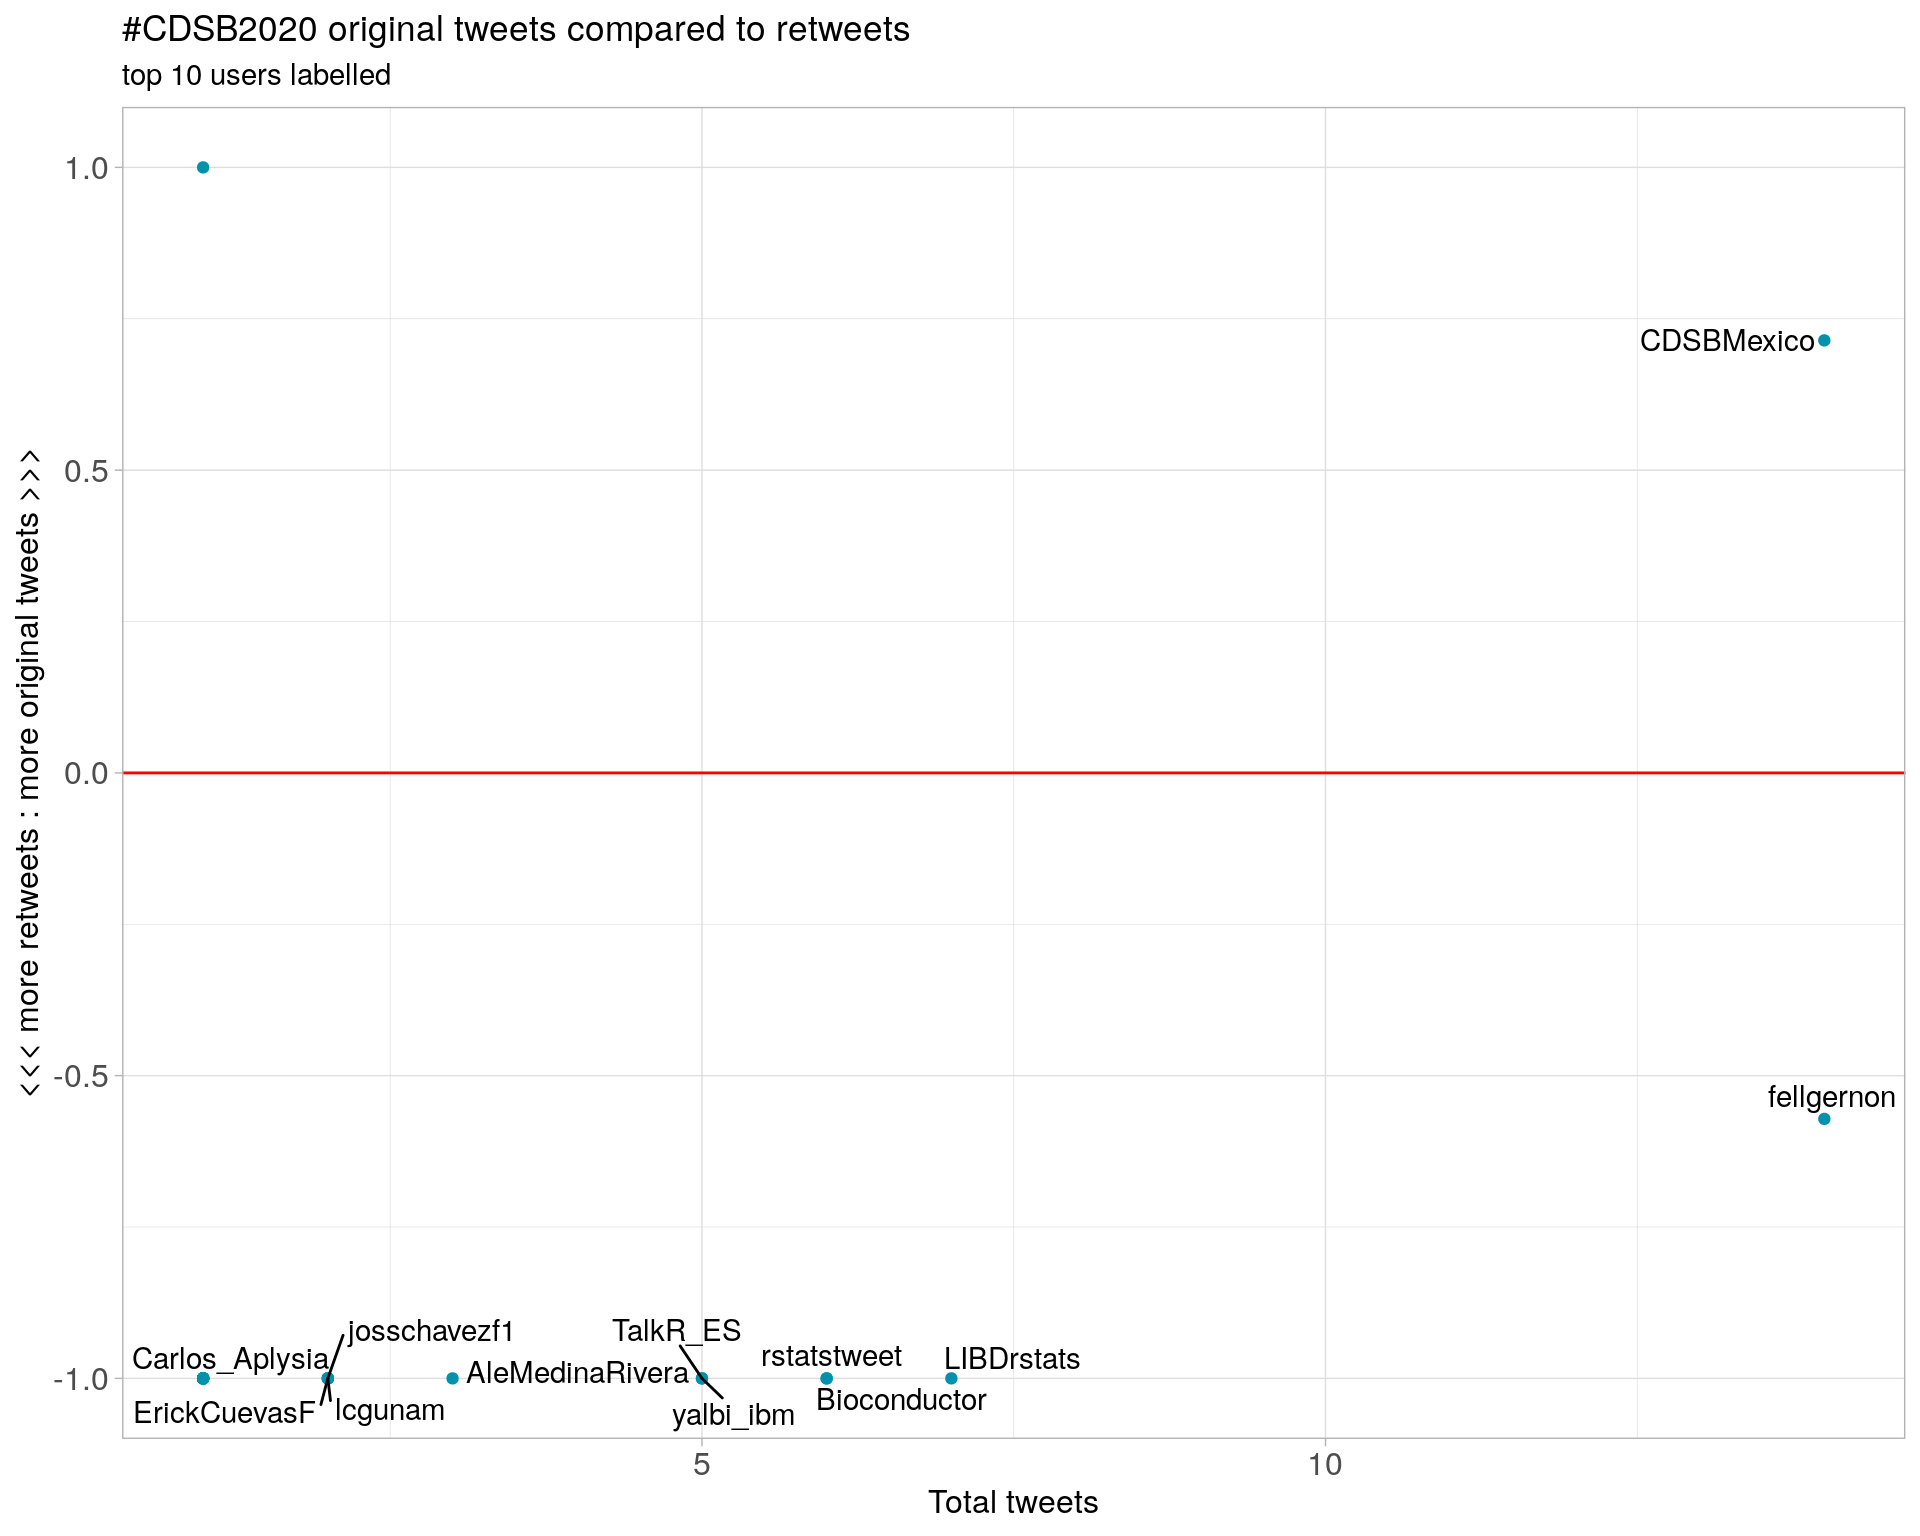 #CDSB2020 original tweets compared to retweets
top 10 users labelled
<<< more retweets : more original tweets >>>
1.0
0.5
0.0
-0.5
-1.0
CDSBMexico
fellgernon
josschavezf1
TalkR_ES
Carlos_Aplysia
rstatstweet
LIBDrstats
AleMedinaRivera
ErickCuevasF
lcgunam
yalbi_ibm
Bioconductor
5
10
Total tweets